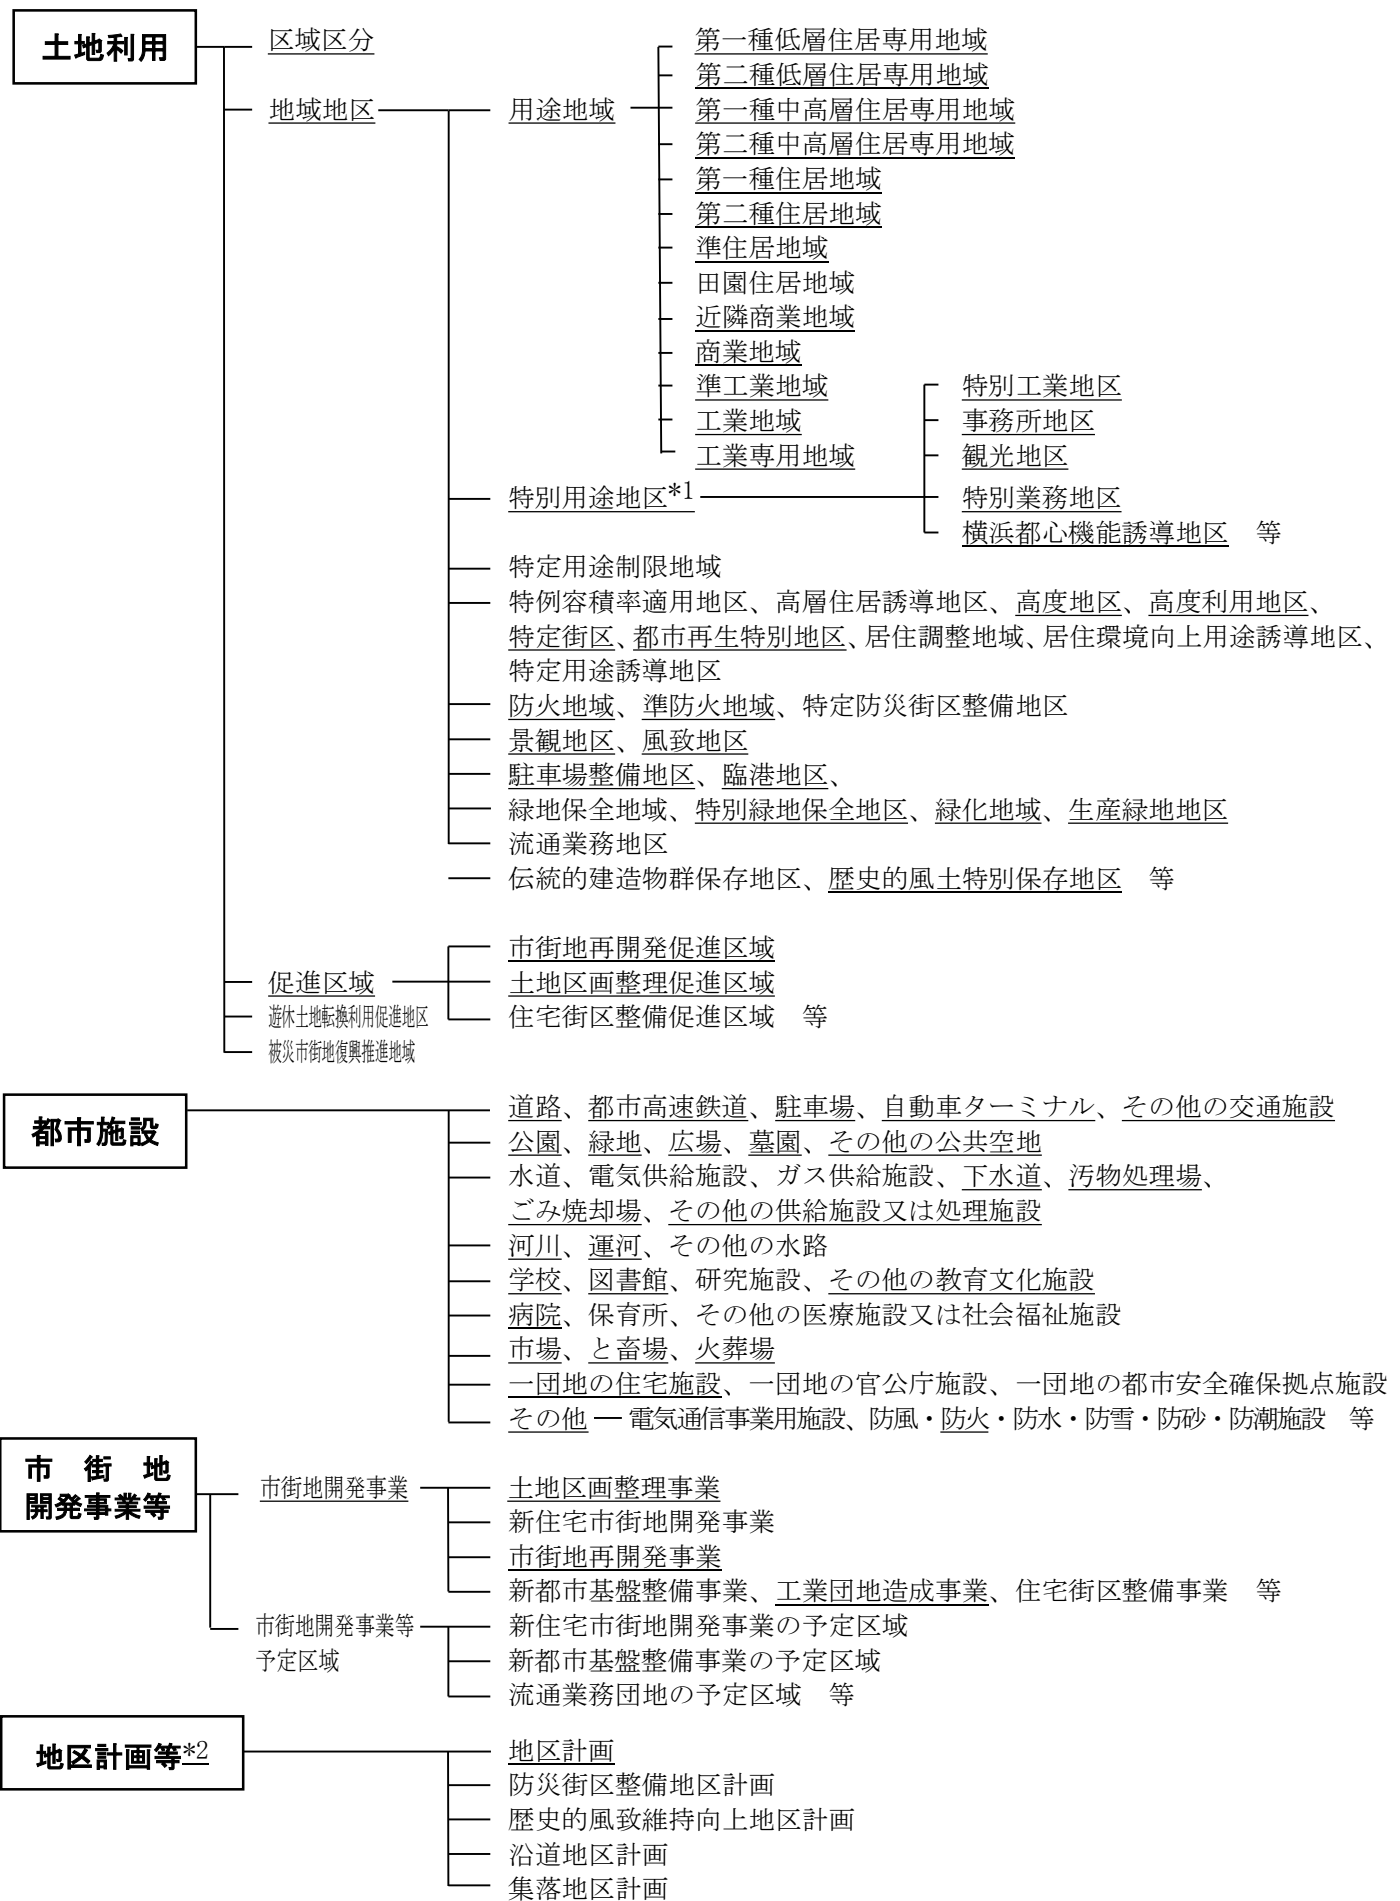 土地利用
区域区分
地域地区
用途地域
第一種低層住居専用地域
第二種低層住居専用地域
第一種中高層住居専用地域
第二種中高層住居専用地域
第一種住居地域
第二種住居地域
準住居地域
田園住居地域
近隣商業地域
商業地域
準工業地域
工業地域
工業専用地域
特別用途地区*1
特別工業地区
事務所地区
観光地区
特別業務地区
横浜都心機能誘導地区　等
特定用途制限地域
特例容積率適用地区、高層住居誘導地区、高度地区、高度利用地区、
特定街区、都市再生特別地区、居住調整地域、居住環境向上用途誘導地区、
特定用途誘導地区
防火地域、準防火地域、特定防災街区整備地区
景観地区、風致地区
駐車場整備地区、臨港地区、
緑地保全地域、特別緑地保全地区、緑化地域、生産緑地地区
流通業務地区
伝統的建造物群保存地区、歴史的風土特別保存地区　等
促進区域
市街地再開発促進区域
土地区画整理促進区域
住宅街区整備促進区域　等
遊休土地転換利用促進地区
被災市街地復興推進地域
都市施設
道路、都市高速鉄道、駐車場、自動車ターミナル、その他の交通施設
公園、緑地、広場、墓園、その他の公共空地
水道、電気供給施設、ガス供給施設、下水道、汚物処理場、
ごみ焼却場、その他の供給施設又は処理施設
河川、運河、その他の水路
学校、図書館、研究施設、その他の教育文化施設
病院、保育所、その他の医療施設又は社会福祉施設
市場、と畜場、火葬場
一団地の住宅施設、一団地の官公庁施設、一団地の都市安全確保拠点施設
その他 ― 電気通信事業用施設、防風・防火・防水・防雪・防砂・防潮施設　等
市　街　地
開発事業等
市街地開発事業
土地区画整理事業
新住宅市街地開発事業
市街地再開発事業
新都市基盤整備事業、工業団地造成事業、住宅街区整備事業　等
市街地開発事業等
予定区域
新住宅市街地開発事業の予定区域
新都市基盤整備事業の予定区域
流通業務団地の予定区域　等
地区計画等*2
地区計画
防災街区整備地区計画
歴史的風致維持向上地区計画
沿道地区計画
集落地区計画